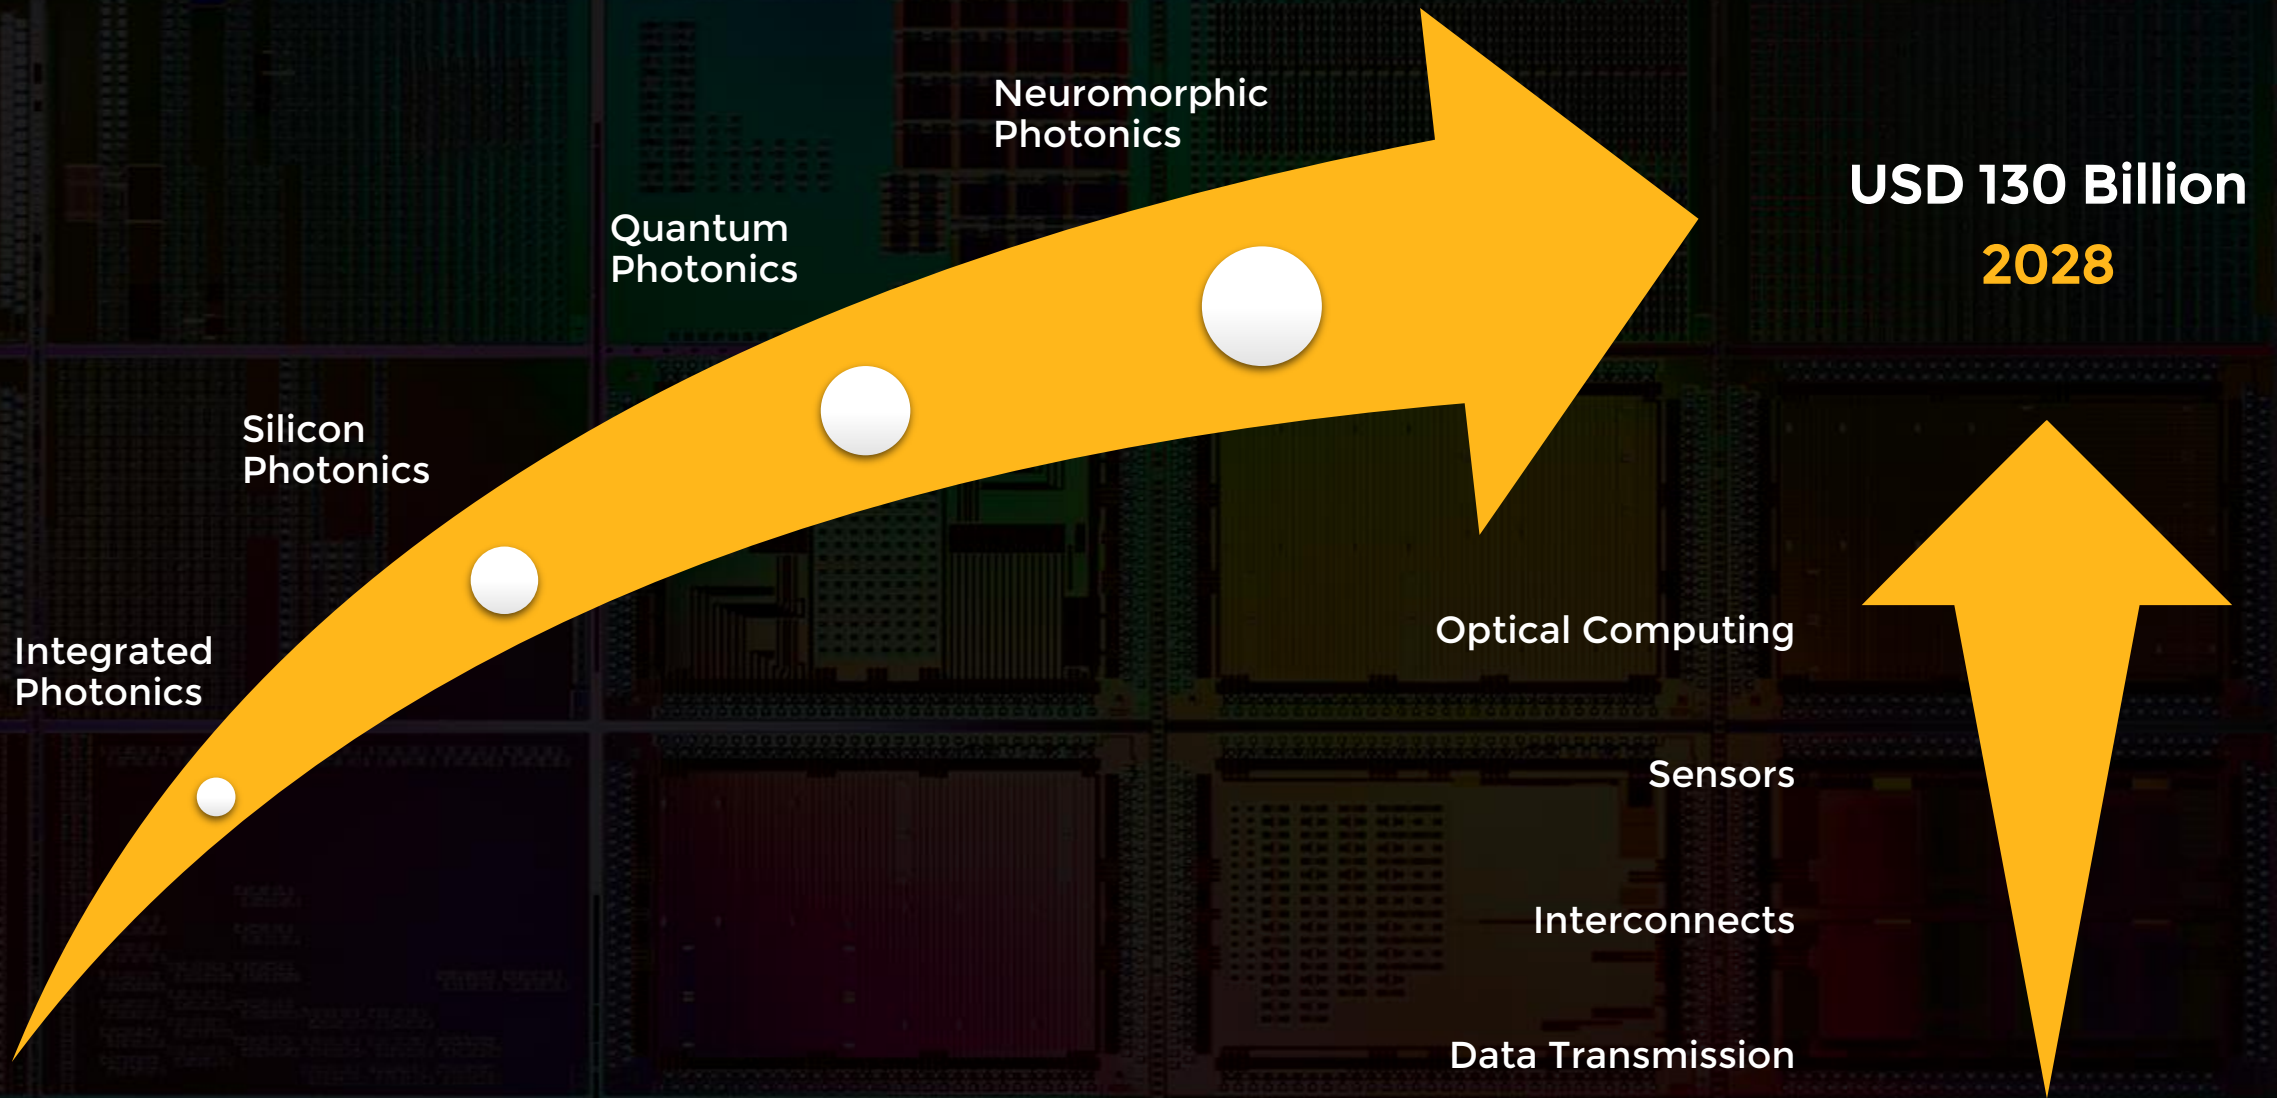 Neuromorphic
Photonics
USD 130 Billion
2028
Quantum
Photonics
Silicon
Photonics
Integrated
Photonics
Optical Computing
Sensors
Interconnects
Data Transmission